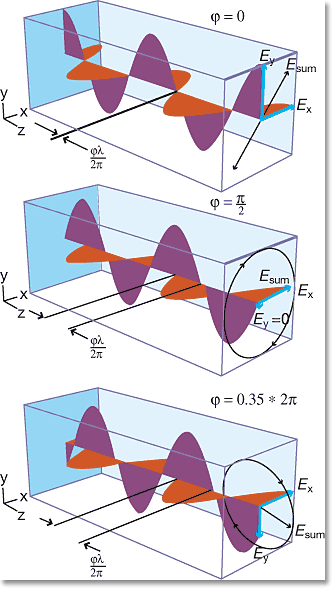 φ = 0
E_y
E_sum
E_x
y
x
z
φλ
2π
φ = π/2
E_sum
E_x
E_y = 0
y
x
z
φλ
2π
φ = 0.35 * 2π
E_x
E_sum
E_y
y
x
z
φλ
2π